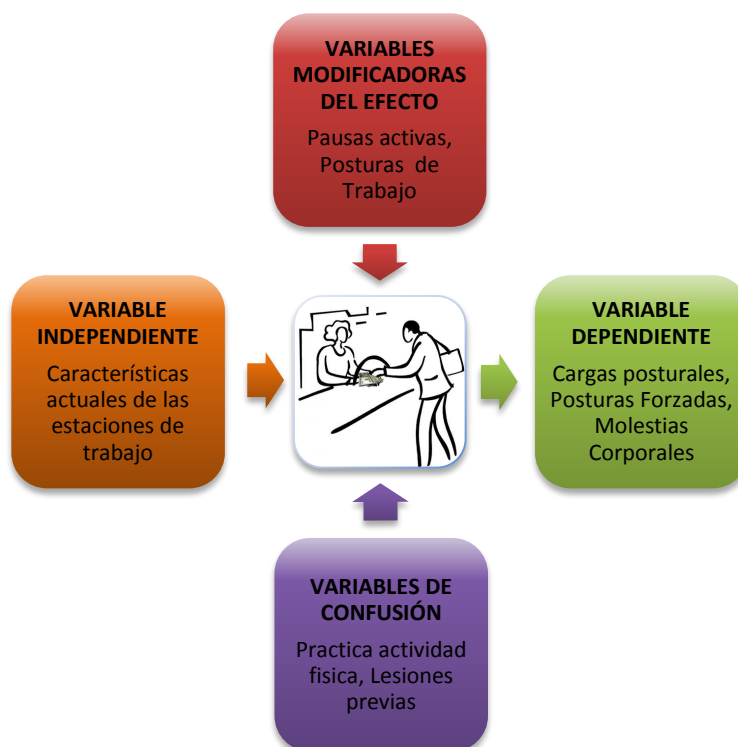 VARIABLES
MODIFICADORAS
DEL EFECTO
Pausas activas,
Posturas de
Trabajo
VARIABLE
INDEPENDIENTE
Características
actuales de las
estaciones de
trabajo
VARIABLE
DEPENDIENTE
Cargas posturales,
Posturas Forzadas,
Molestias
Corporales
VARIABLES DE
CONFUSIÓN
Practica actividad
fisica, Lesiones
previas